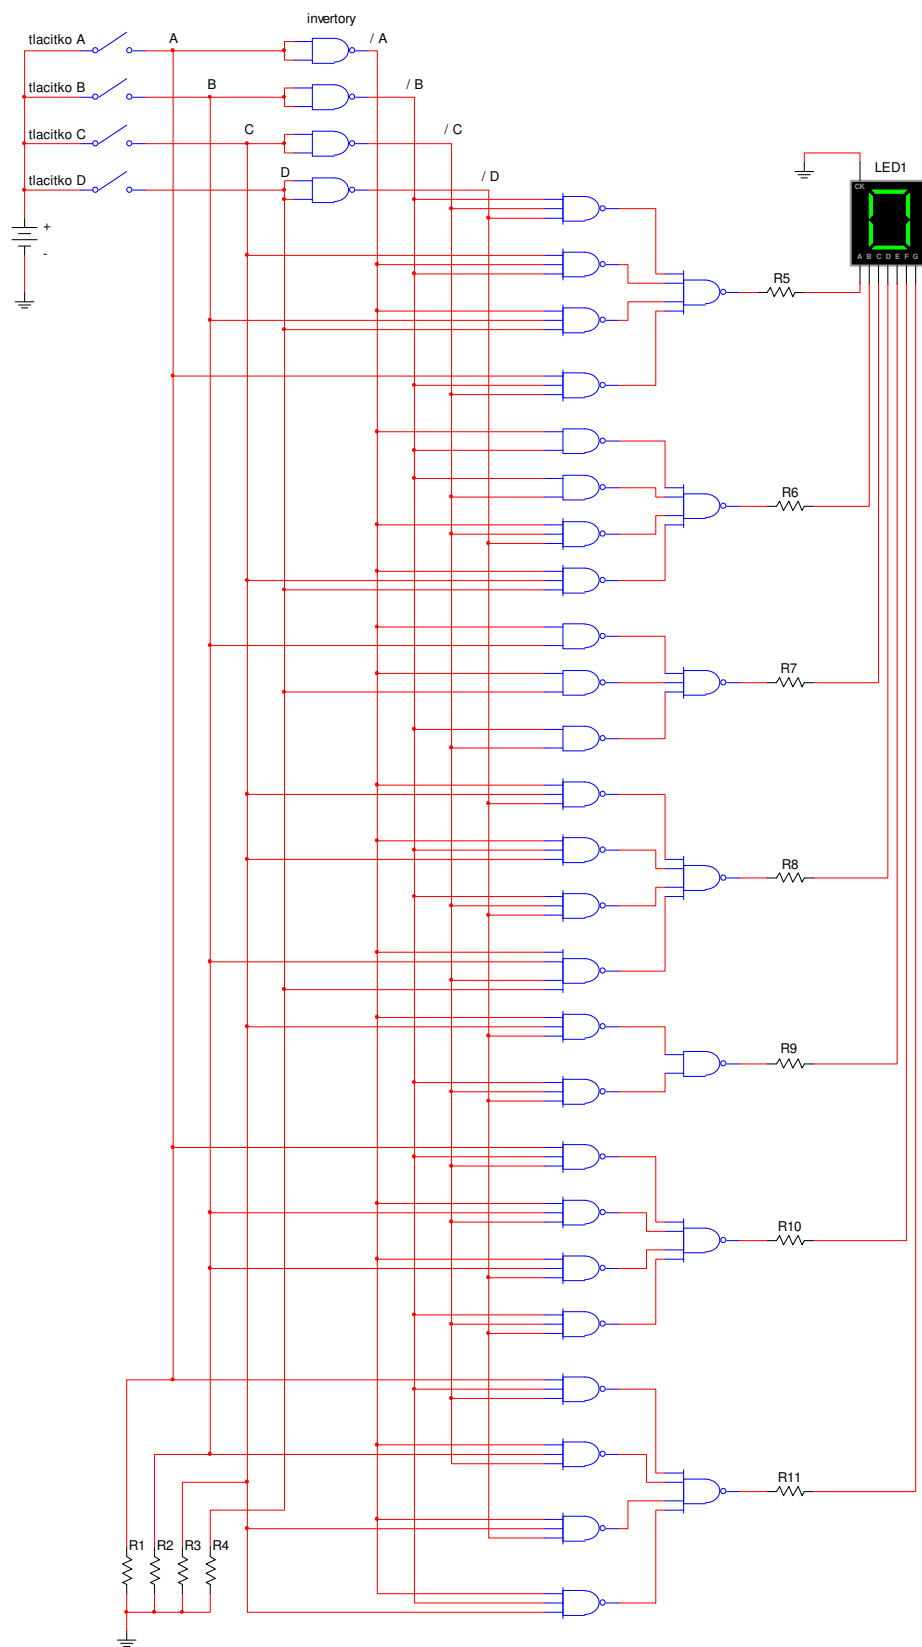 invertory
tlacitko A
A
/ A
tlacitko B
B
/ B
tlacitko C
C
/ C
tlacitko D
D
/ D
LED1
CK
A B C D E F G
+
-
R5
R6
R7
R8
R9
R10
R11
R1 R2 R3 R4